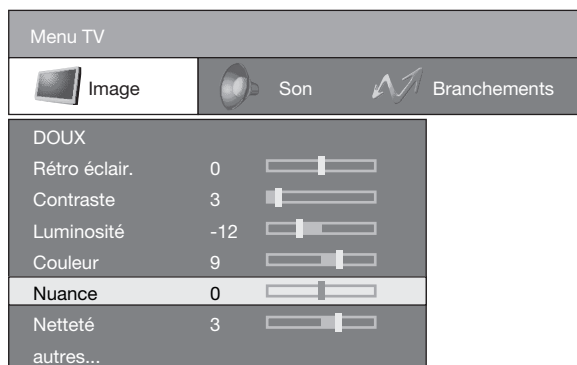 Menu TV
Image Son Branchements
DOUX
Rétro éclair. 0
Contraste 3
Luminosité -12
Couleur 9
Nuance 0
Netteté 3
autres...